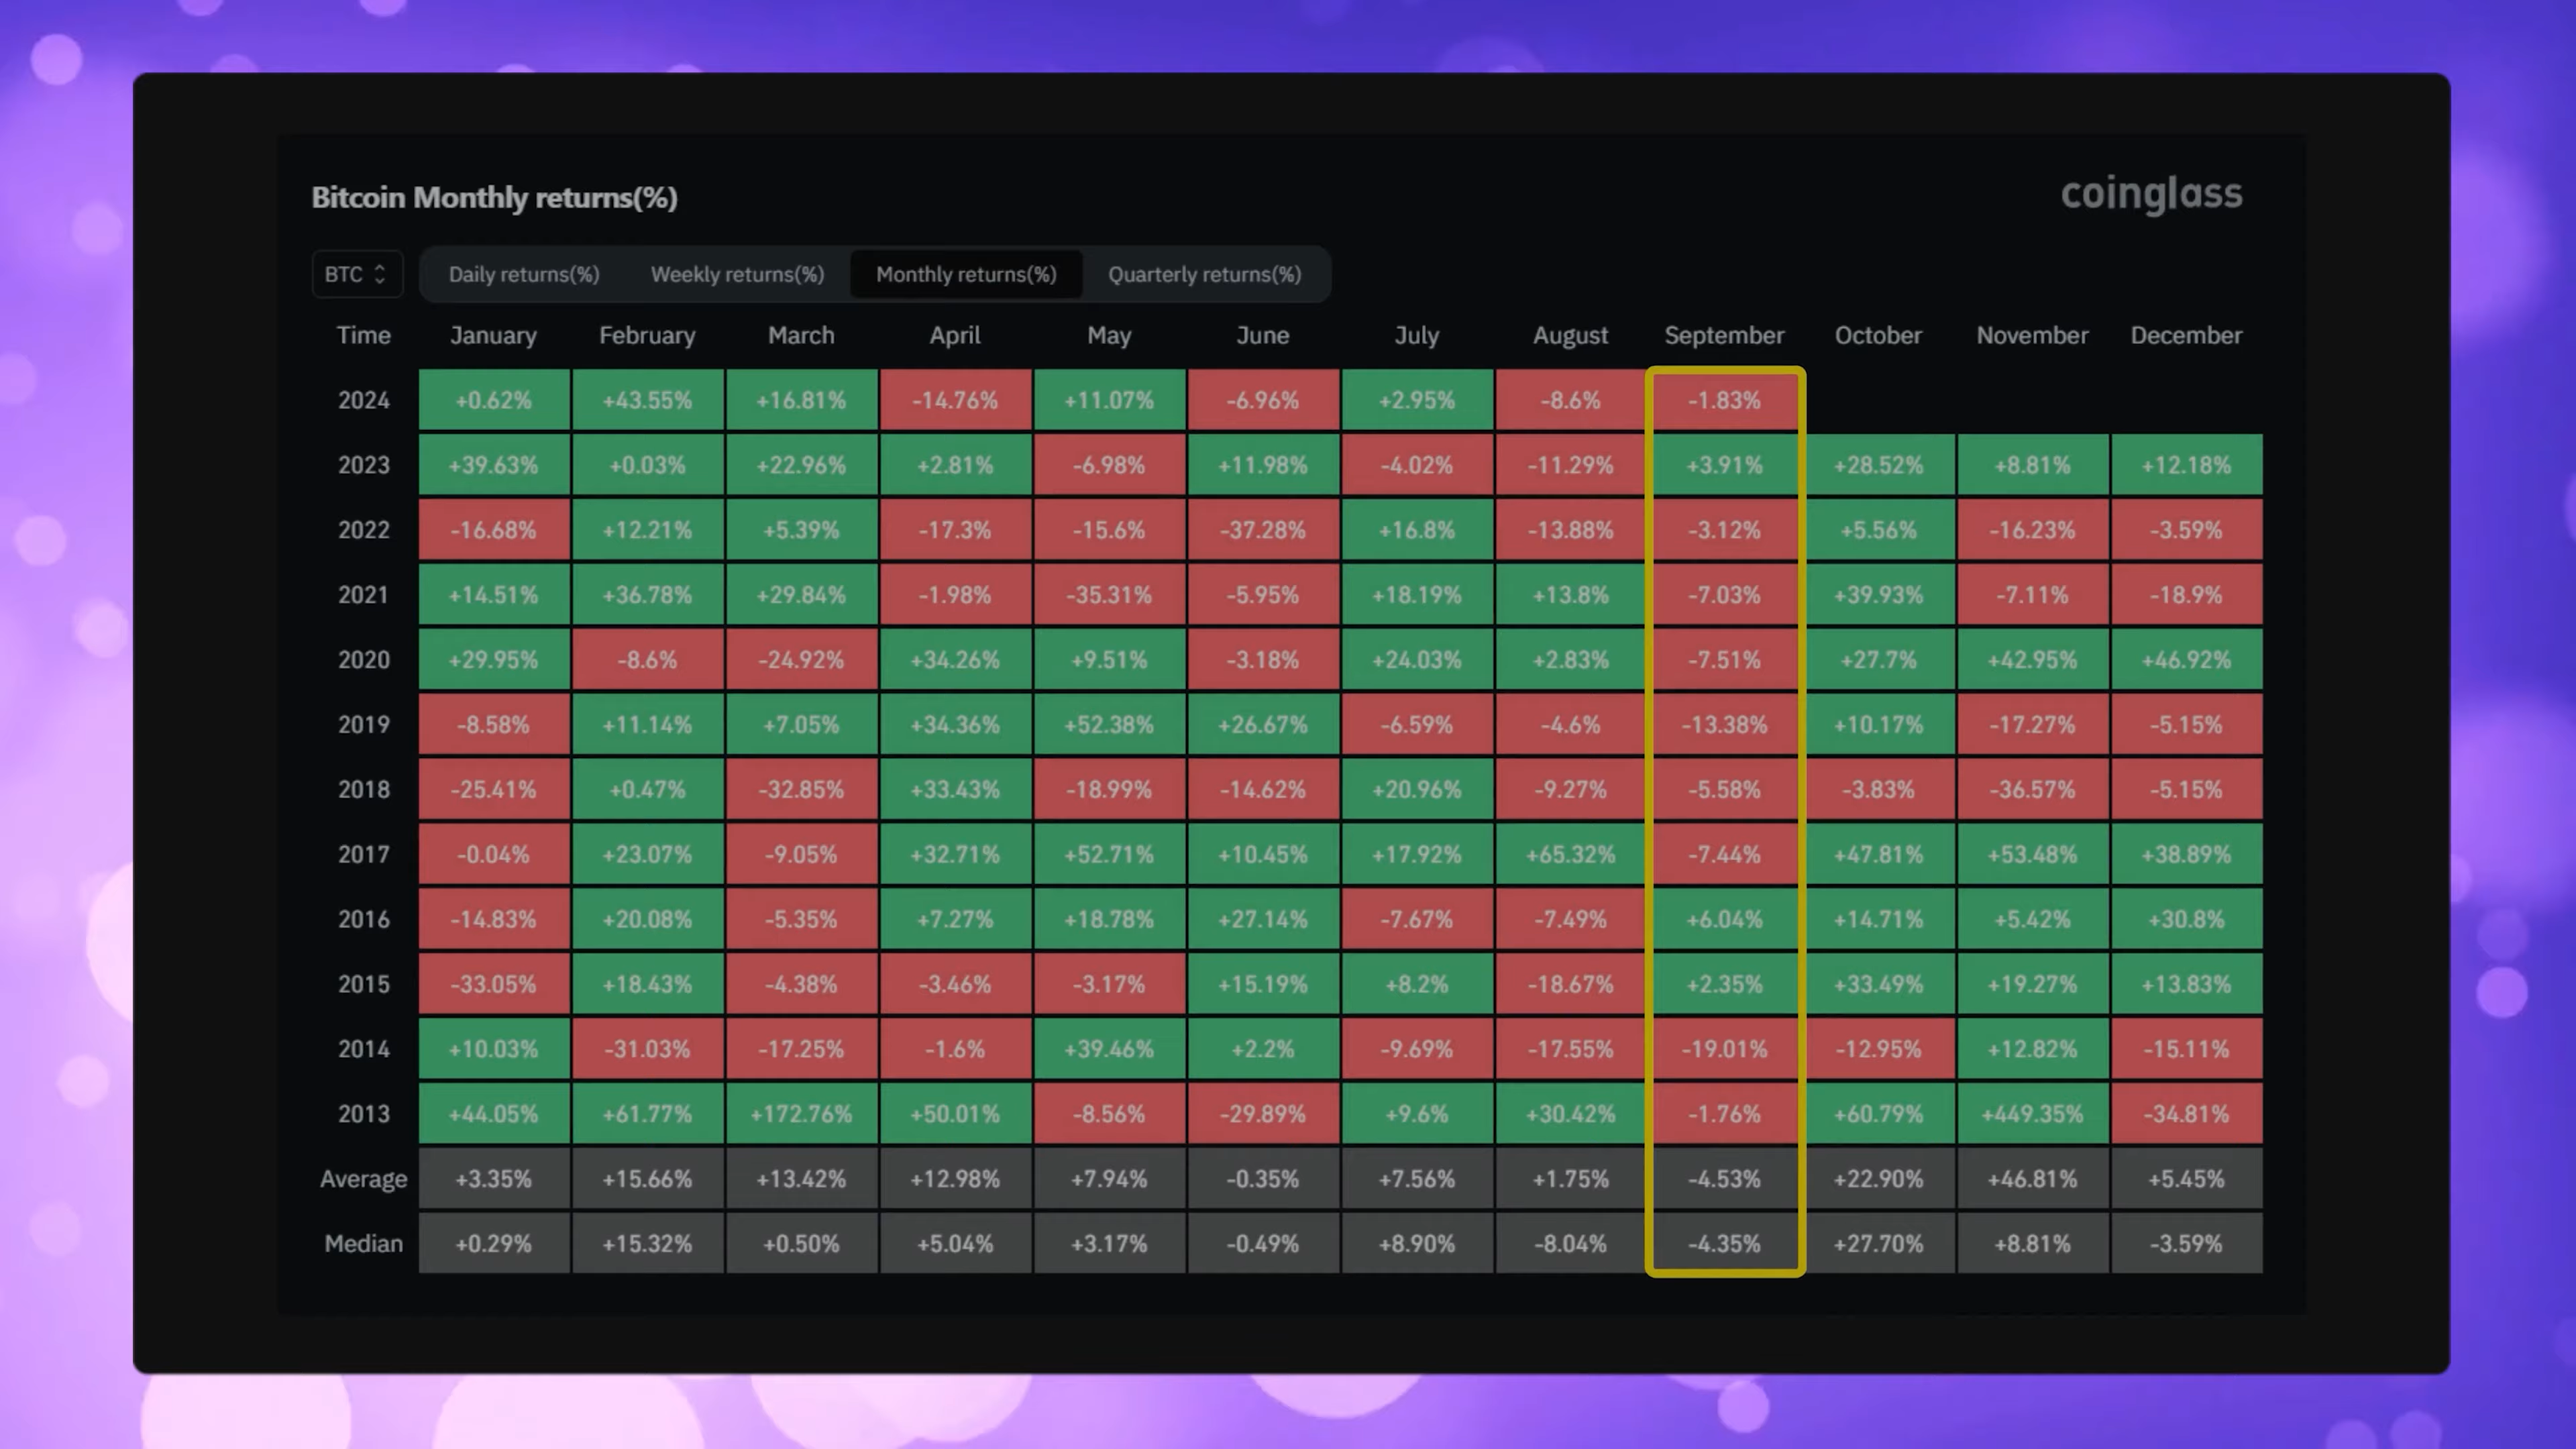 Bitcoin Monthly returns(%)
coinglass
BTC Daily returns(%) Weekly returns(%) Monthly returns(%) Quarterly returns(%)
Time January February March April May June July August September October November December
2024 +0.62% +43.55% +16.81% -14.76% +11.07% -6.96% +2.95% -8.6% -1.83%
2023 +39.63% +0.03% +22.96% +2.81% -6.98% +11.98% -4.02% -11.29% +3.91% +28.52% +8.81% +12.18%
2022 -16.68% +12.21% +5.39% -17.3% -15.6% -37.28% +16.8% -13.88% -3.12% +5.56% -16.23% -3.59%
2021 +14.51% +36.78% +29.84% -1.98% -35.31% -5.95% +18.19% +13.8% -7.03% +39.93% -7.11% -18.9%
2020 +29.95% -8.6% -24.92% +34.26% +9.51% -3.18% +24.03% +2.83% -7.51% +27.7% +42.95% +46.92%
2019 -8.58% +11.14% +7.05% +34.36% +52.38% +26.67% -6.59% -4.6% -13.38% +10.17% -17.27% -5.15%
2018 -25.41% +0.47% -32.85% +33.43% -18.99% -14.62% +20.96% -9.27% -5.58% -3.83% -36.57% -5.15%
2017 -0.04% +23.07% -9.05% +32.71% +52.71% +10.45% +17.92% +65.32% -7.44% +47.81% +53.48% +38.89%
2016 -14.83% +20.08% -5.35% +7.27% +18.78% +27.14% -7.67% -7.49% +6.04% +14.71% +5.42% +30.8%
2015 -33.05% +18.43% -4.38% -3.46% -3.17% +15.19% +8.2% -18.67% +2.35% +33.49% +19.27% +13.83%
2014 +10.03% -31.03% -17.25% -1.6% +39.46% +2.2% -9.69% -17.55% -19.01% -12.95% +12.82% -15.11%
2013 +44.05% +61.77% +172.76% +50.01% -8.56% -29.89% +9.6% +30.42% -1.76% +60.79% +449.35% -34.81%
Average +3.35% +15.66% +13.42% +12.98% +7.94% -0.35% +7.56% +1.75% -4.53% +22.90% +46.81% +5.45%
Median +0.29% +15.32% +0.50% +5.04% +3.17% -0.49% +8.90% -8.04% -4.35% +27.70% +8.81% -3.59%